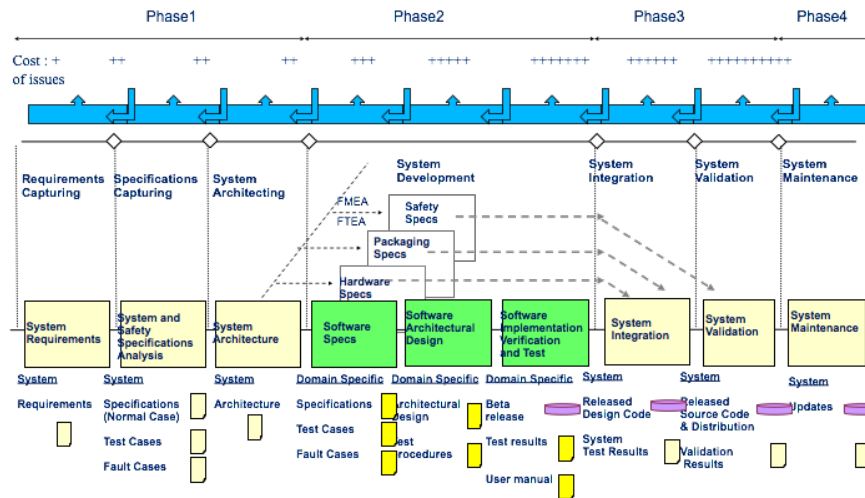 Phase1
Phase2
Phase3
Phase4
Cost : +
++
++
++
+++
+++++
+++++++
++++++
++++++++++
of issues
Requirements
Capturing
Specifications
Capturing
System
Architecting
System
Development
System
Integration
System
Validation
System
Maintenance
FMEA
FTEA
Safety
Specs
Packaging
Specs
Hardware
Specs
System
Requirements
System and
Safety
Specifications
Analysis
System
Architecture
Software
Specs
Software
Architectural
Design
Software
Implementation
Verification
and Test
System
Integration
System
Validation
System
Maintenance
System
Requirements
System
Specifications
(Normal Case)
Test Cases
Fault Cases
System
Architecture
Domain Specific
Specifications
Test Cases
Fault Cases
Domain Specific
Architectural
Design
Test
Procedures
Domain Specific
Beta
release
Test results
User manual
System
Released
Design Code
System
Test Results
System
Released
Source Code
& Distribution
Validation
Results
System
Updates